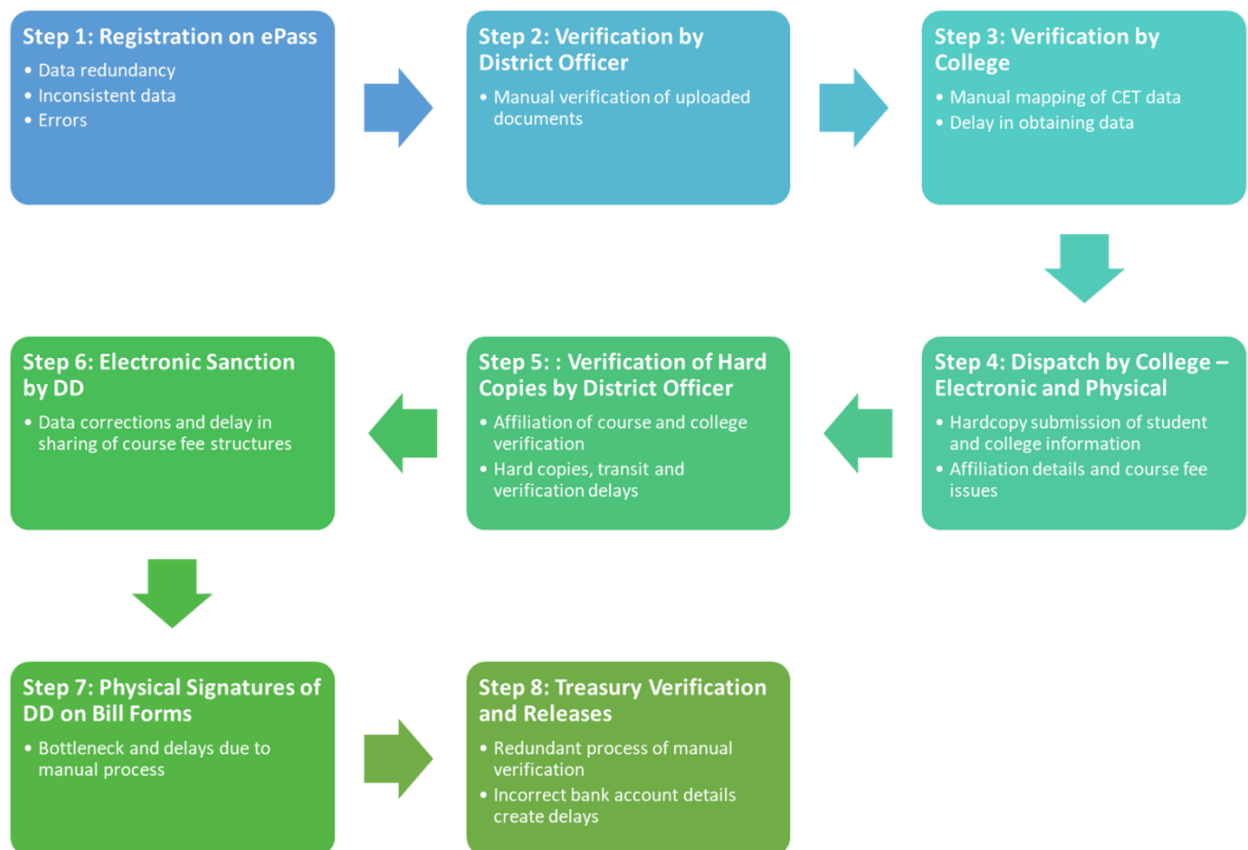 Step 1: Registration on ePass
• Data redundancy
• Inconsistent data
• Errors
Step 2: Verification by
District Officer
• Manual verification of uploaded
documents
Step 3: Verification by
College
• Manual mapping of CET data
• Delay in obtaining data
Step 4: Dispatch by College –
Electronic and Physical
• Hardcopy submission of student
and college information
• Affiliation details and course fee
issues
Step 5: : Verification of Hard
Copies by District Officer
• Affiliation of course and college
verification
• Hard copies, transit and
verification delays
Step 6: Electronic Sanction
by DD
• Data corrections and delay in
sharing of course fee structures
Step 7: Physical Signatures of
DD on Bill Forms
• Bottleneck and delays due to
manual process
Step 8: Treasury Verification
and Releases
• Redundant process of manual
verification
• Incorrect bank account details
create delays